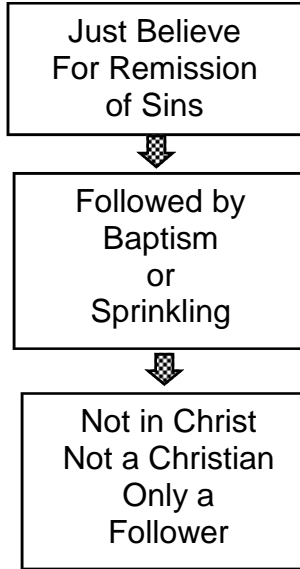 Just Believe
For Remission
of Sins
Followed by
Baptism
or
Sprinkling
Not in Christ
Not a Christian
Only a
Follower